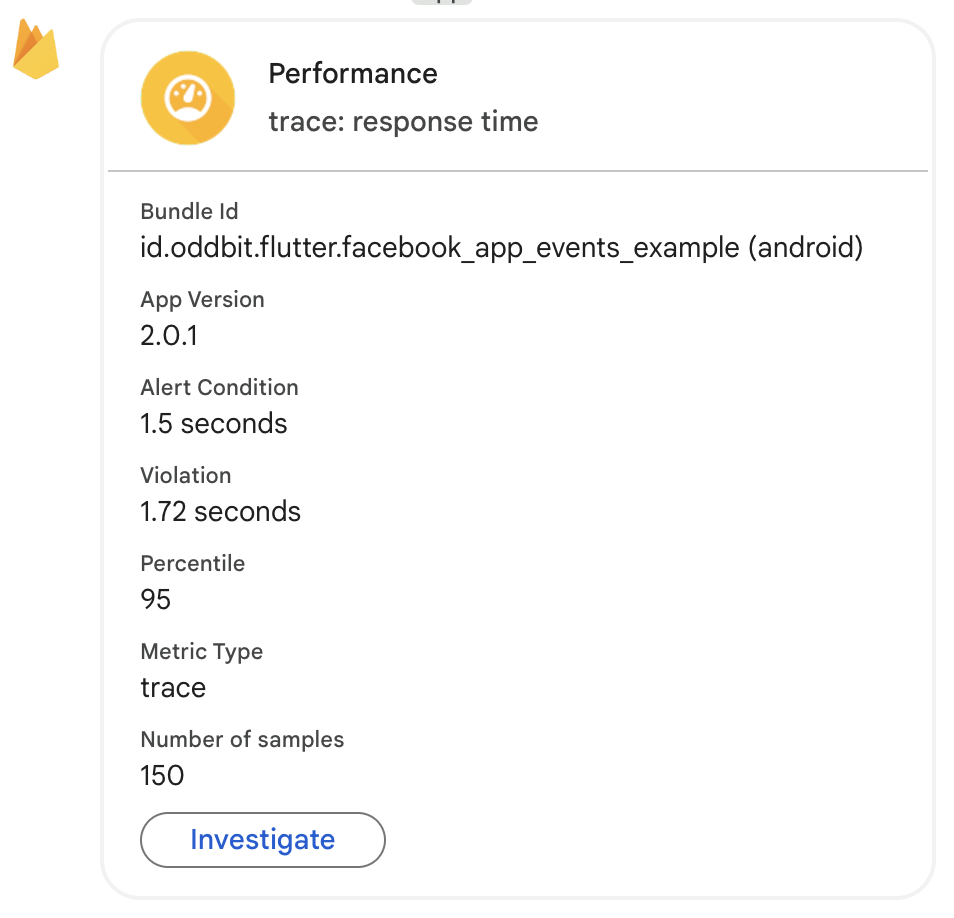 Performance
trace: response time
Bundle Id
id.oddbit.flutter.facebook_app_events_example (android)
App Version
2.0.1
Alert Condition
1.5 seconds
Violation
1.72 seconds
Percentile
95
Metric Type
trace
Number of samples
150
Investigate